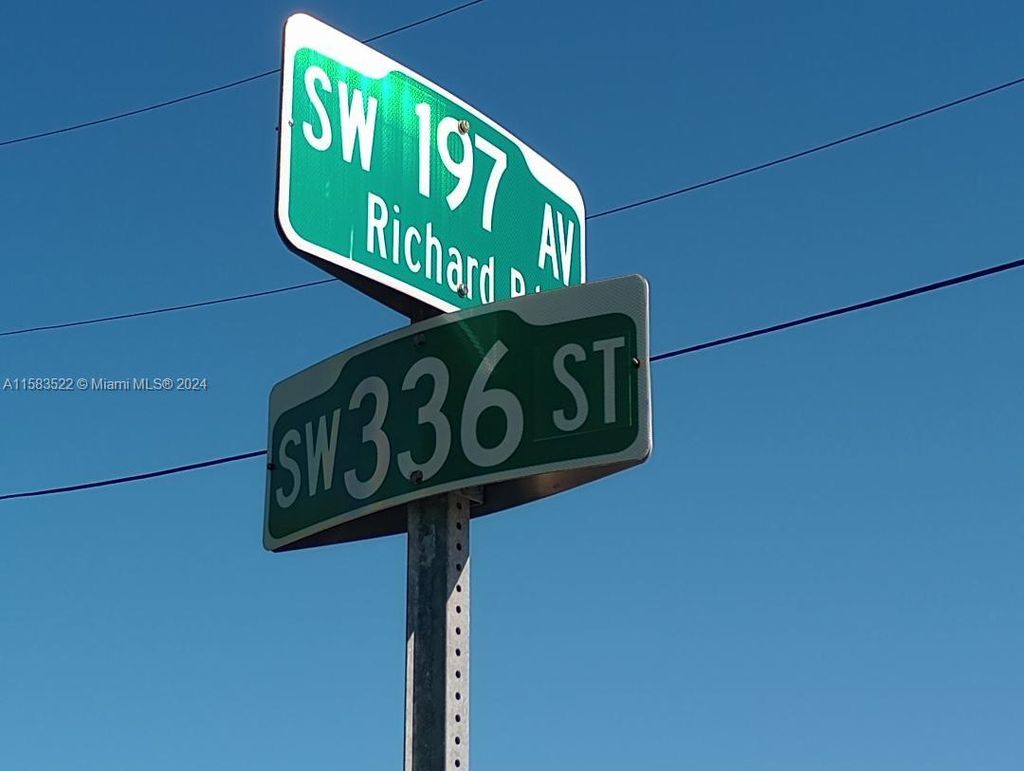 SW 197 AV
Richard
SW 336 ST
A11583522 © Miami MLS® 2024